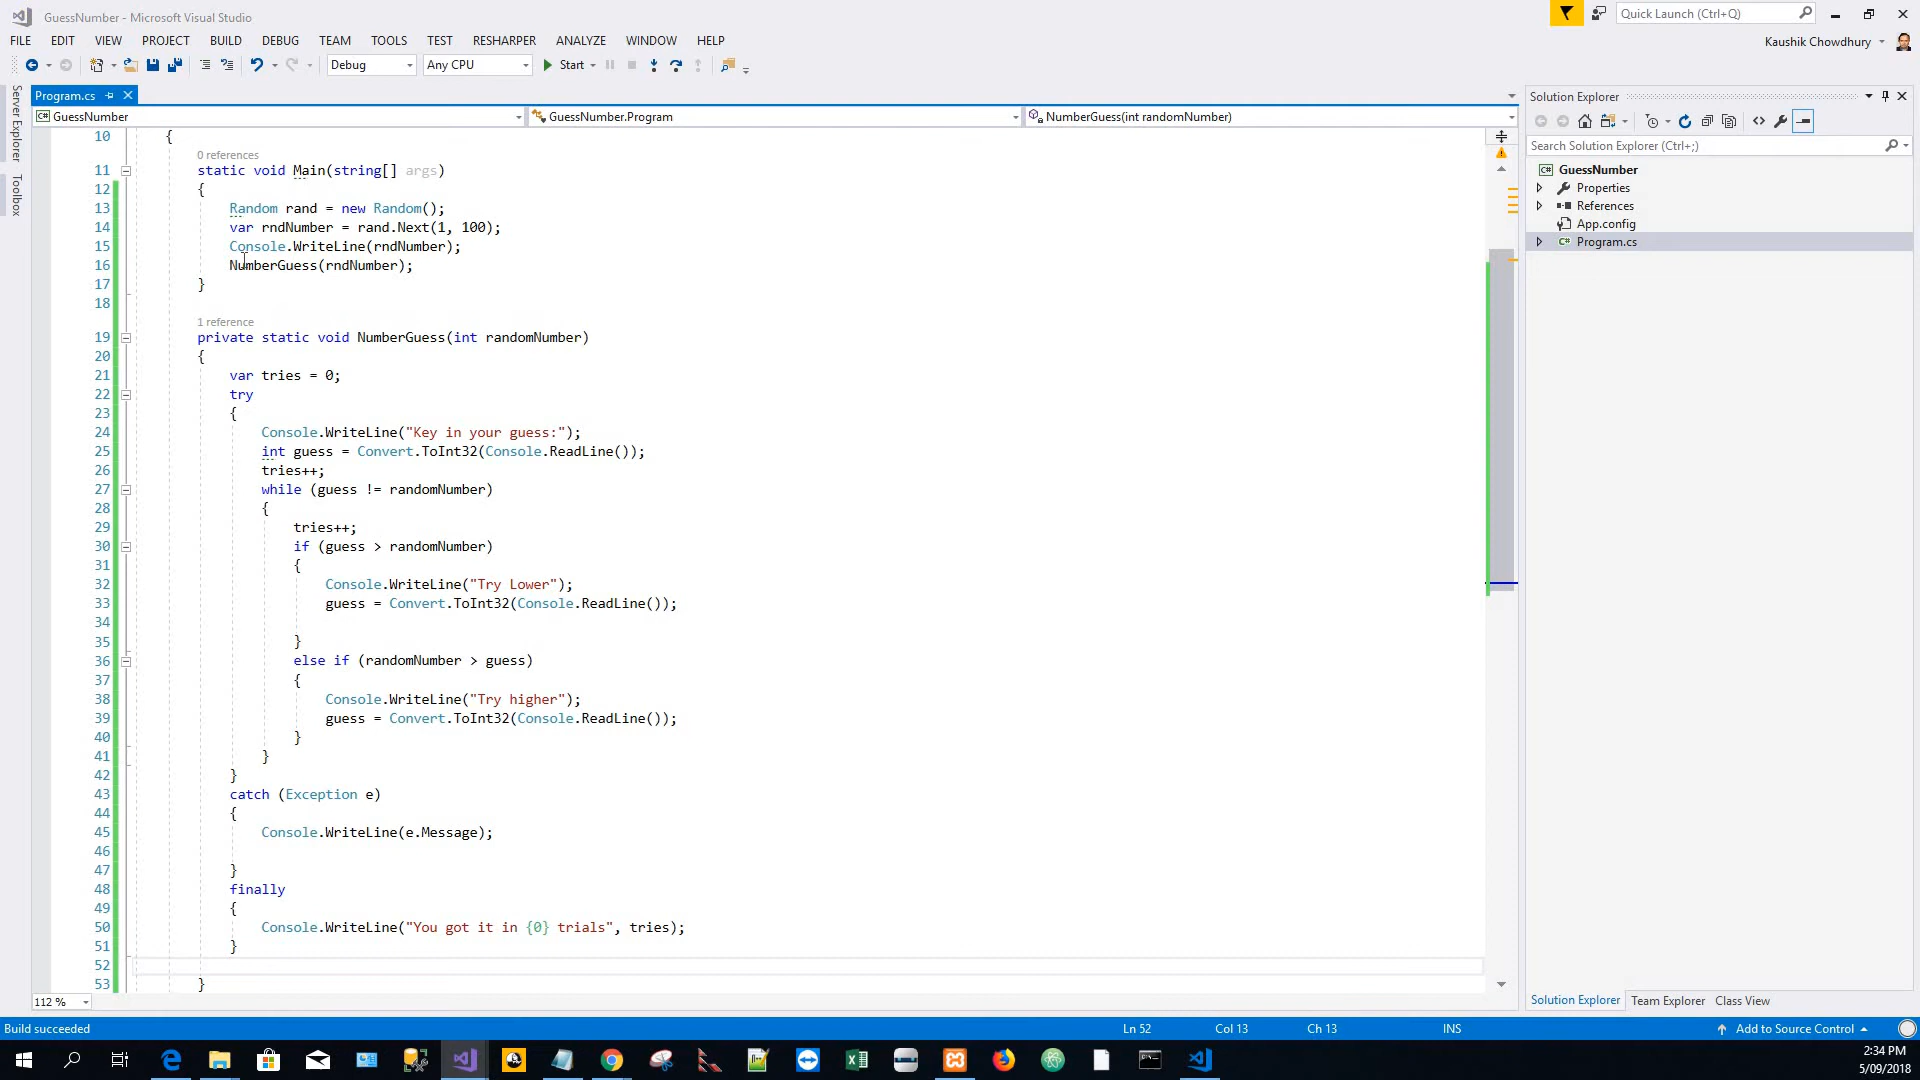 GuessNumber - Microsoft Visual Studio
Quick Launch (Ctrl+Q)
FILE EDIT VIEW PROJECT BUILD DEBUG TEAM TOOLS TEST RESHARPER ANALYZE WINDOW HELP
Kaushik Chowdhury
Debug Any CPU Start
Server Explorer
Toolbox
Program.cs
GuessNumber GuessNumber.Program NumberGuess(int randomNumber)
10 {
0 references
11 static void Main(string[] args)
12 {
13 Random rand = new Random();
14 var rndNumber = rand.Next(1, 100);
15 Console.WriteLine(rndNumber);
16 NumberGuess(rndNumber);
17 }
18
1 reference
19 private static void NumberGuess(int randomNumber)
20 {
21 var tries = 0;
22 try
23 {
24 Console.WriteLine("Key in your guess:");
25 int guess = Convert.ToInt32(Console.ReadLine());
26 tries++;
27 while (guess != randomNumber)
28 {
29 tries++;
30 if (guess > randomNumber)
31 {
32 Console.WriteLine("Try Lower");
33 guess = Convert.ToInt32(Console.ReadLine());
34
35 }
36 else if (randomNumber > guess)
37 {
38 Console.WriteLine("Try higher");
39 guess = Convert.ToInt32(Console.ReadLine());
40 }
41 }
42 }
43 catch (Exception e)
44 {
45 Console.WriteLine(e.Message);
46
47 }
48 finally
49 {
50 Console.WriteLine("You got it in {0} trials", tries);
51 }
52
53 }
112 %
Solution Explorer
Search Solution Explorer (Ctrl+;)
GuessNumber
Properties
References
App.config
Program.cs
Solution Explorer Team Explorer Class View
Build succeeded Ln 52 Col 13 Ch 13 INS Add to Source Control
2:34 PM
5/09/2018